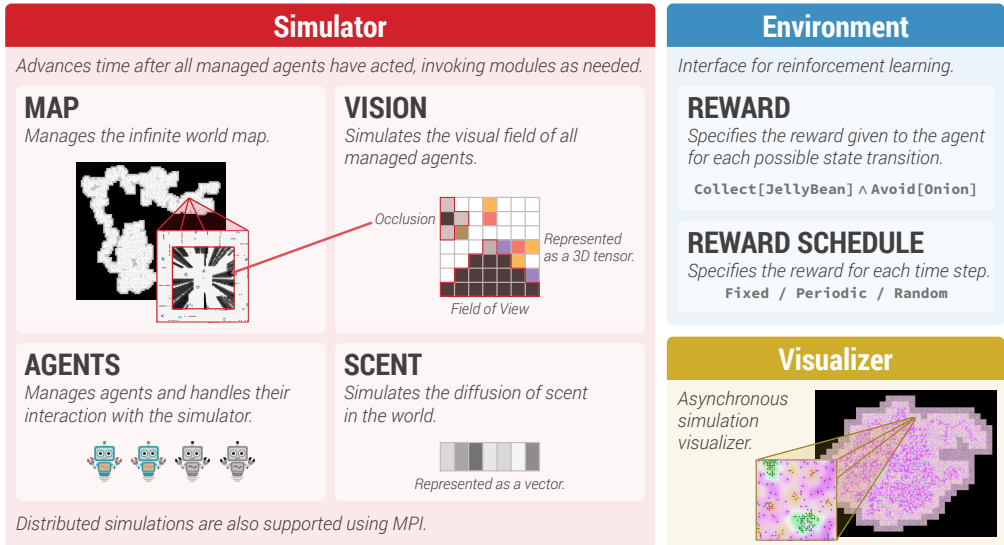 Simulator
Advances time after all managed agents have acted, invoking modules as needed.
MAP
Manages the infinite world map.
VISION
Simulates the visual field of all
managed agents.
Occlusion
Represented
as a 3D tensor.
Field of View
AGENTS
Manages agents and handles their
interaction with the simulator.
SCENT
Simulates the diffusion of scent
in the world.
Represented as a vector.
Distributed simulations are also supported using MPI.
Environment
Interface for reinforcement learning.
REWARD
Specifies the reward given to the agent
for each possible state transition.
Collect[JellyBean] ∧ Avoid[Onion]
REWARD SCHEDULE
Specifies the reward for each time step.
Fixed / Periodic / Random
Visualizer
Asynchronous
simulation
visualizer.